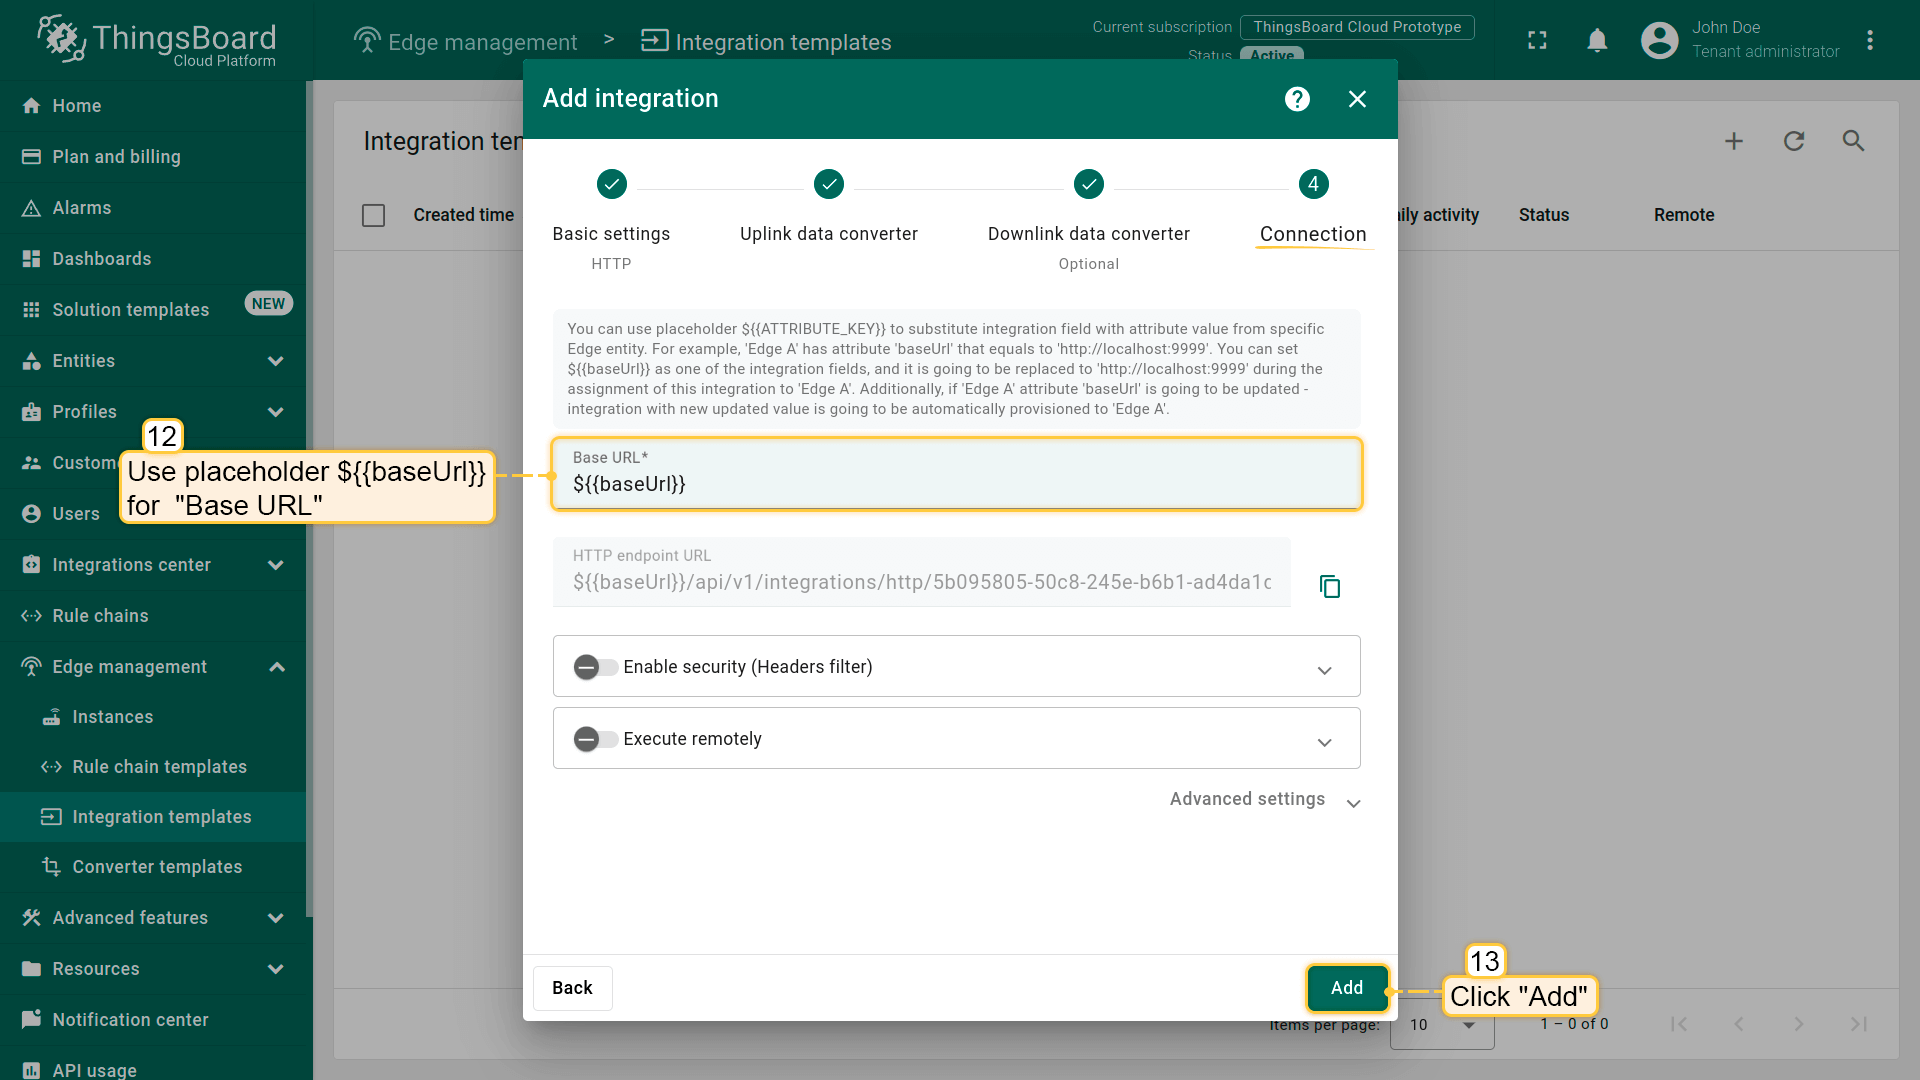 ThingsBoard
Cloud Platform
Edge management > Integration templates
Current subscription ThingsBoard Cloud Prototype
Status Active
John Doe
Tenant administrator
Home
Plan and billing
Alarms
Dashboards
Solution templates NEW
Entities
Profiles
Users
Integrations center
Rule chains
Edge management
Instances
Rule chain templates
Integration templates
Converter templates
Advanced features
Resources
Notification center
API usage
Integration
Created time
Status
Remote
activity
Add integration
4
Basic settings
HTTP
Uplink data converter
Downlink data converter
Optional
Connection
You can use placeholder ${{ATTRIBUTE_KEY}} to substitute integration field with attribute value from specific
Edge entity. For example, 'Edge A' has attribute 'baseUrl' that equals to 'http://localhost:9999'. You can set
${{baseUrl}} as one of the integration fields, and it is going to be replaced to 'http://localhost:9999' during the
assignment of this integration to 'Edge A'. Additionally, if 'Edge A' attribute 'baseUrl' is going to be updated -
integration with new updated value is going to be automatically provisioned to 'Edge A'.
12
Use placeholder ${{baseUrl}}
for "Base URL"
Base URL*
${{baseUrl}}
HTTP endpoint URL
${{baseUrl}}/api/v1/integrations/http/5b095805-50c8-245e-b6b1-ad4da1c
Enable security (Headers filter)
Execute remotely
Advanced settings
Back
Add
13
Click "Add"
Items per page: 10
1 – 0 of 0